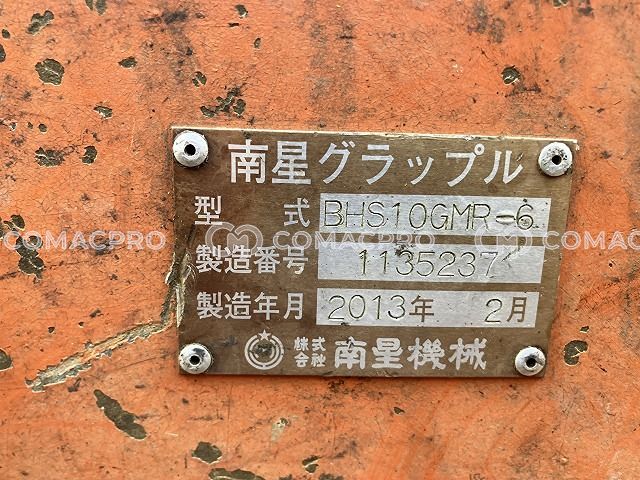 南星グラップル
型 式 BHS10GMR-6
COMACPRO COMACPRO COMACPRO
製造番号 1135237
製造年月 2013年 2月
株式会社 南星機械